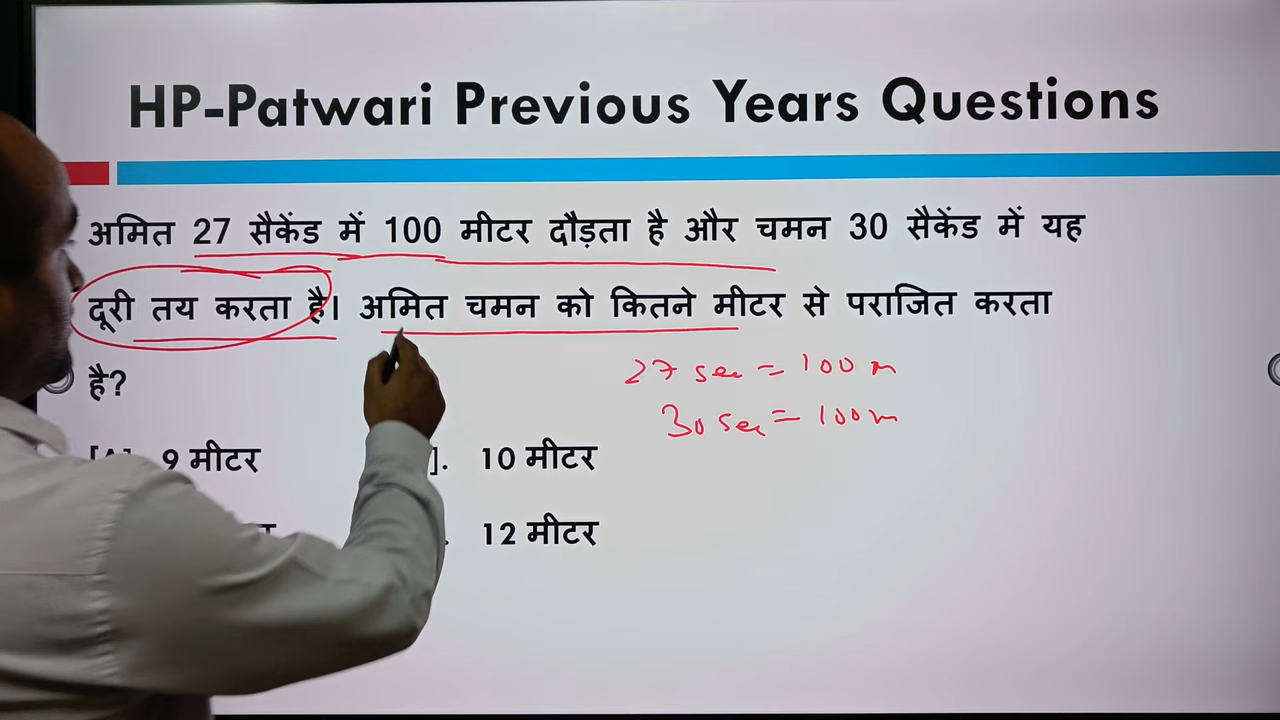 HP-Patwari Previous Years Questions
अमित 27 सैकेंड में 100 मीटर दौड़ता है और चमन 30 सैकेंड में यह
दूरी तय करता है। अमित चमन को कितने मीटर से पराजित करता
है?
27 sec = 100 m
30 sec = 100 m
9 मीटर ]. 10 मीटर
. 12 मीटर